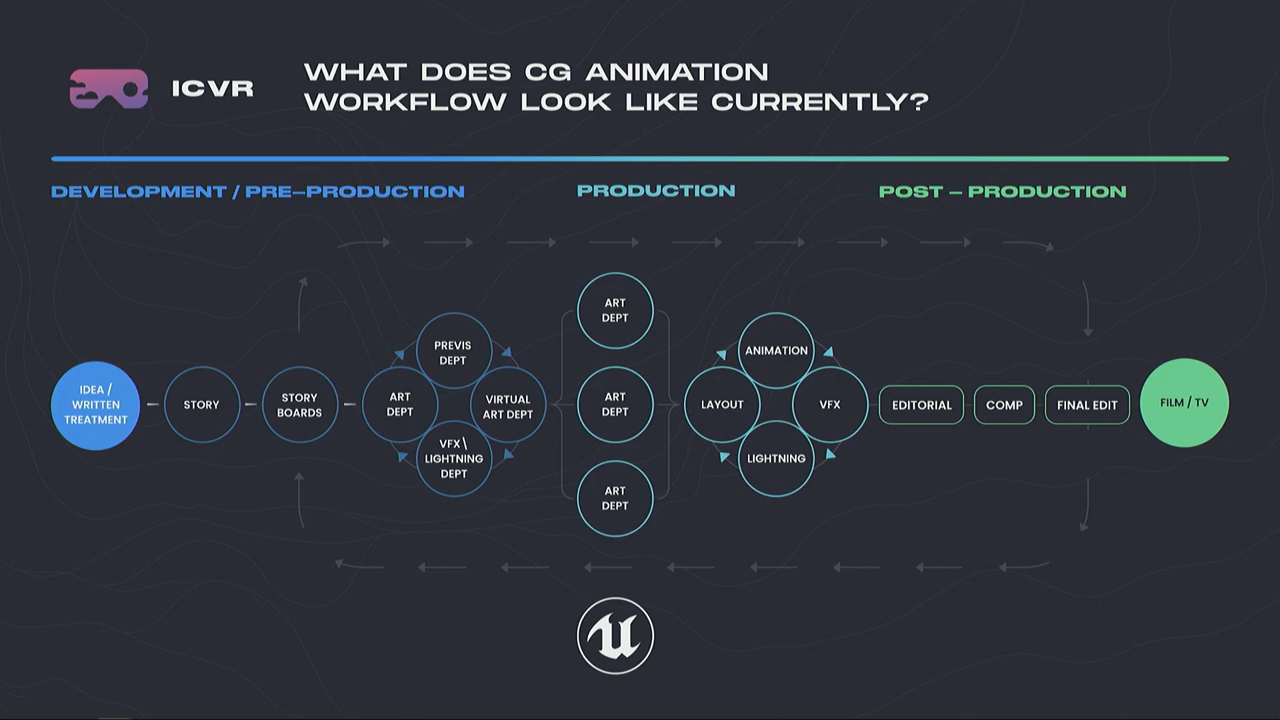 ICVR
WHAT DOES CG ANIMATION
WORKFLOW LOOK LIKE CURRENTLY?
DEVELOPMENT / PRE–PRODUCTION
PRODUCTION
POST – PRODUCTION
IDEA /
WRITTEN
TREATMENT
STORY
STORY
BOARDS
ART
DEPT
PREVIS
DEPT
VIRTUAL
ART DEPT
VFX\
LIGHTNING
DEPT
ART
DEPT
ART
DEPT
ART
DEPT
LAYOUT
ANIMATION
VFX
LIGHTNING
EDITORIAL
COMP
FINAL EDIT
FILM / TV